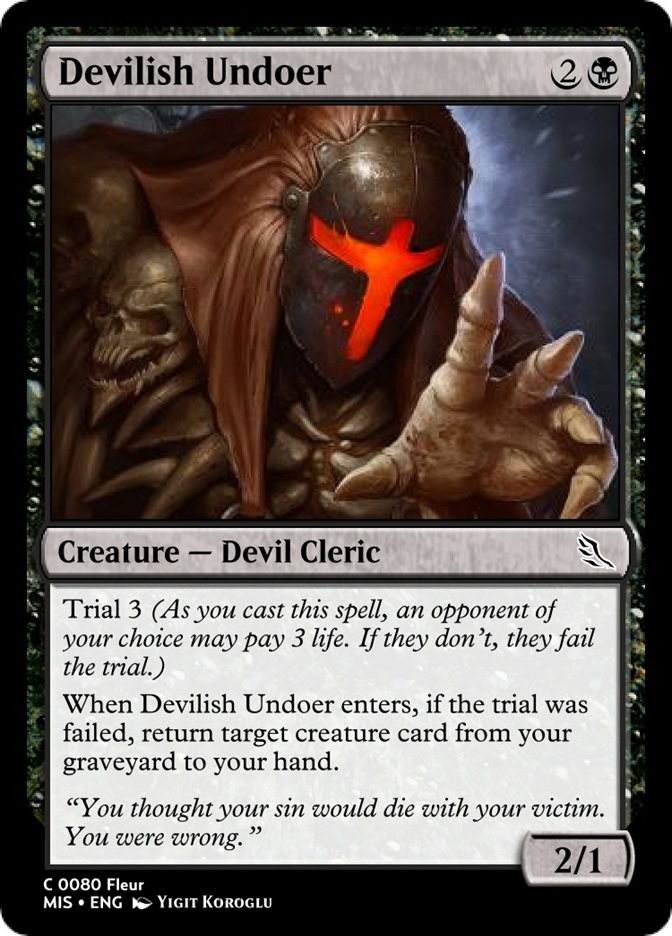 Devilish Undoer 2
Creature — Devil Cleric
Trial 3 (As you cast this spell, an opponent of
your choice may pay 3 life. If they don't, they fail
the trial.)
When Devilish Undoer enters, if the trial was
failed, return target creature card from your
graveyard to your hand.
“You thought your sin would die with your victim.
You were wrong.”
2/1
C 0080 Fleur
MIS • ENG Yigit Koroglu